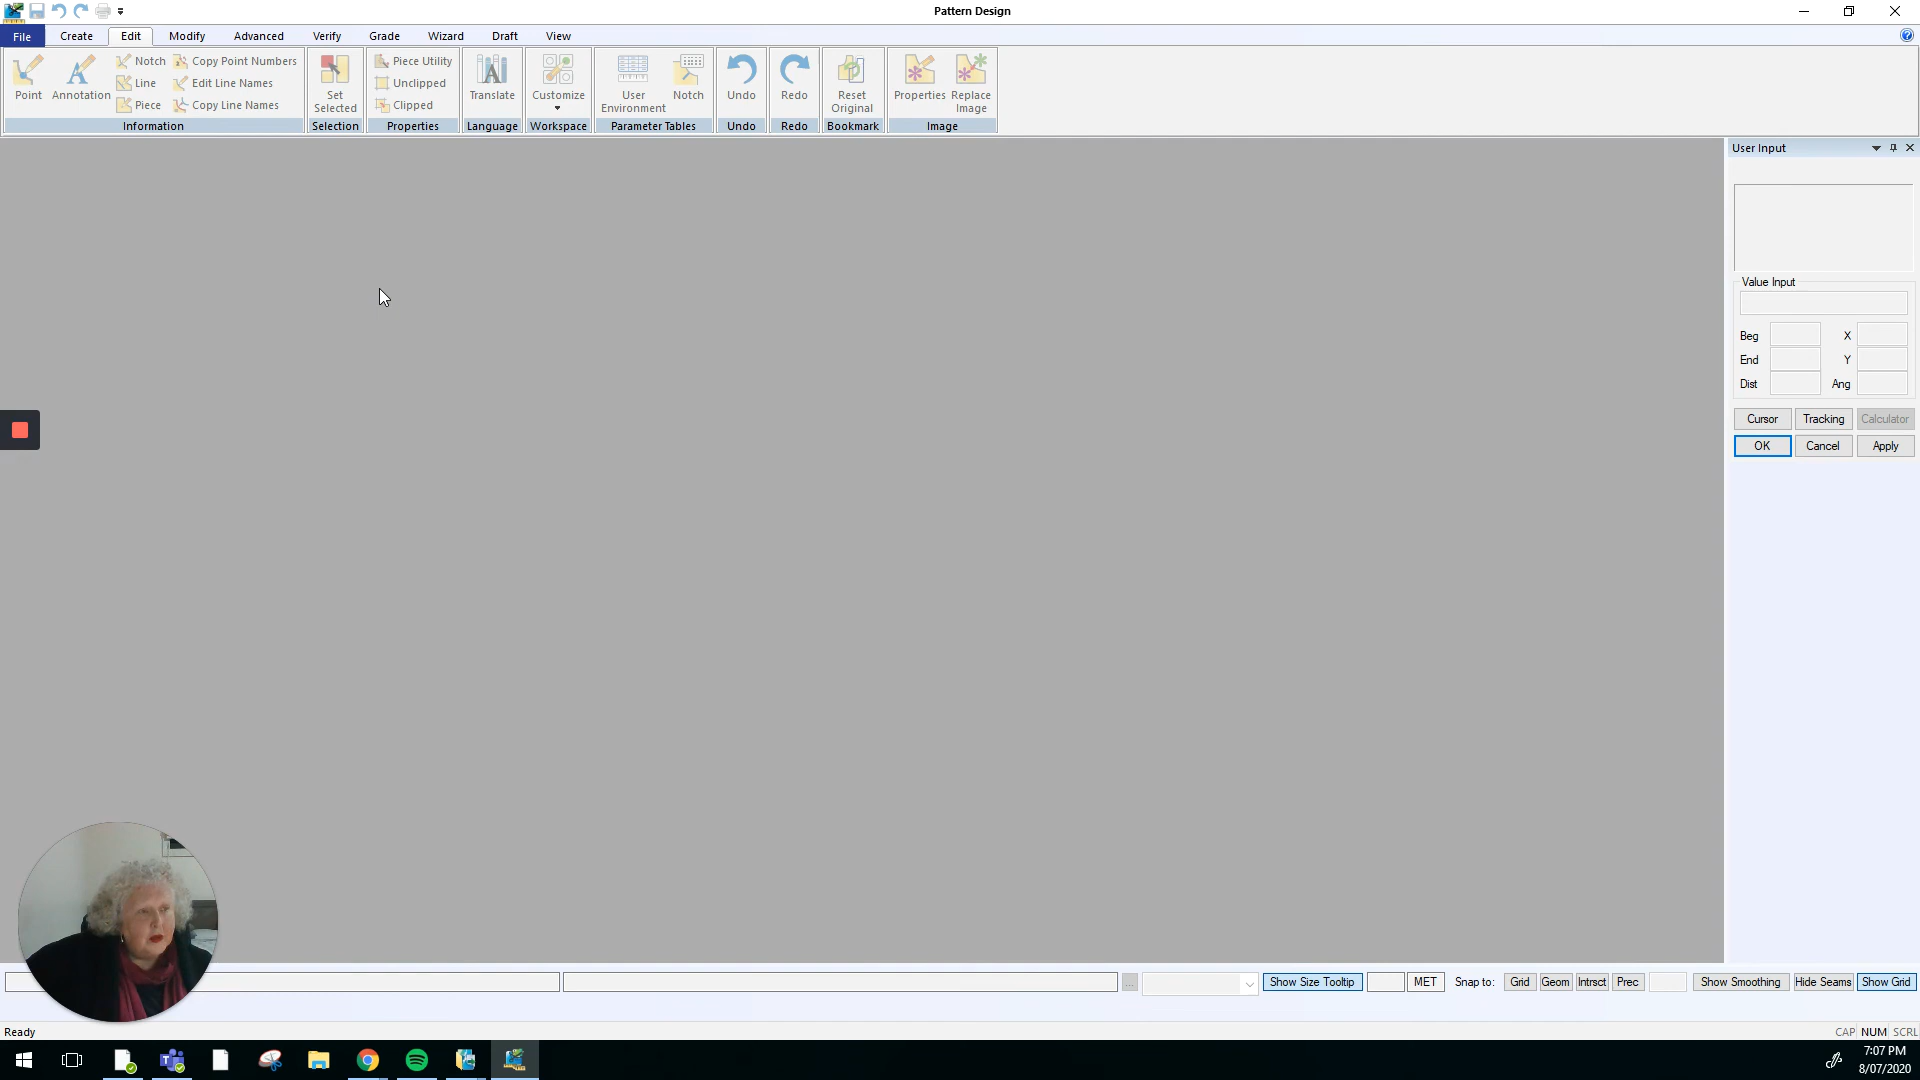 Pattern Design
File Create Edit Modify Advanced Verify Grade Wizard Draft View
Point
Annotation
Notch
Line
Piece
Copy Point Numbers
Edit Line Names
Copy Line Names
Information
Set
Selected
Selection
Piece Utility
Unclipped
Clipped
Properties
Translate
Language
Customize
Workspace
User
Environment
Notch
Parameter Tables
Undo
Undo
Redo
Redo
Reset
Original
Bookmark
Properties
Replace
Image
Image
User Input
Value Input
Beg X
End Y
Dist Ang
Cursor Tracking Calculator
OK Cancel Apply
... Show Size Tooltip MET Snap to: Grid Geom Intrsct Prec Show Smoothing Hide Seams Show Grid
Ready CAP NUM SCRL
7:07 PM
8/07/2020